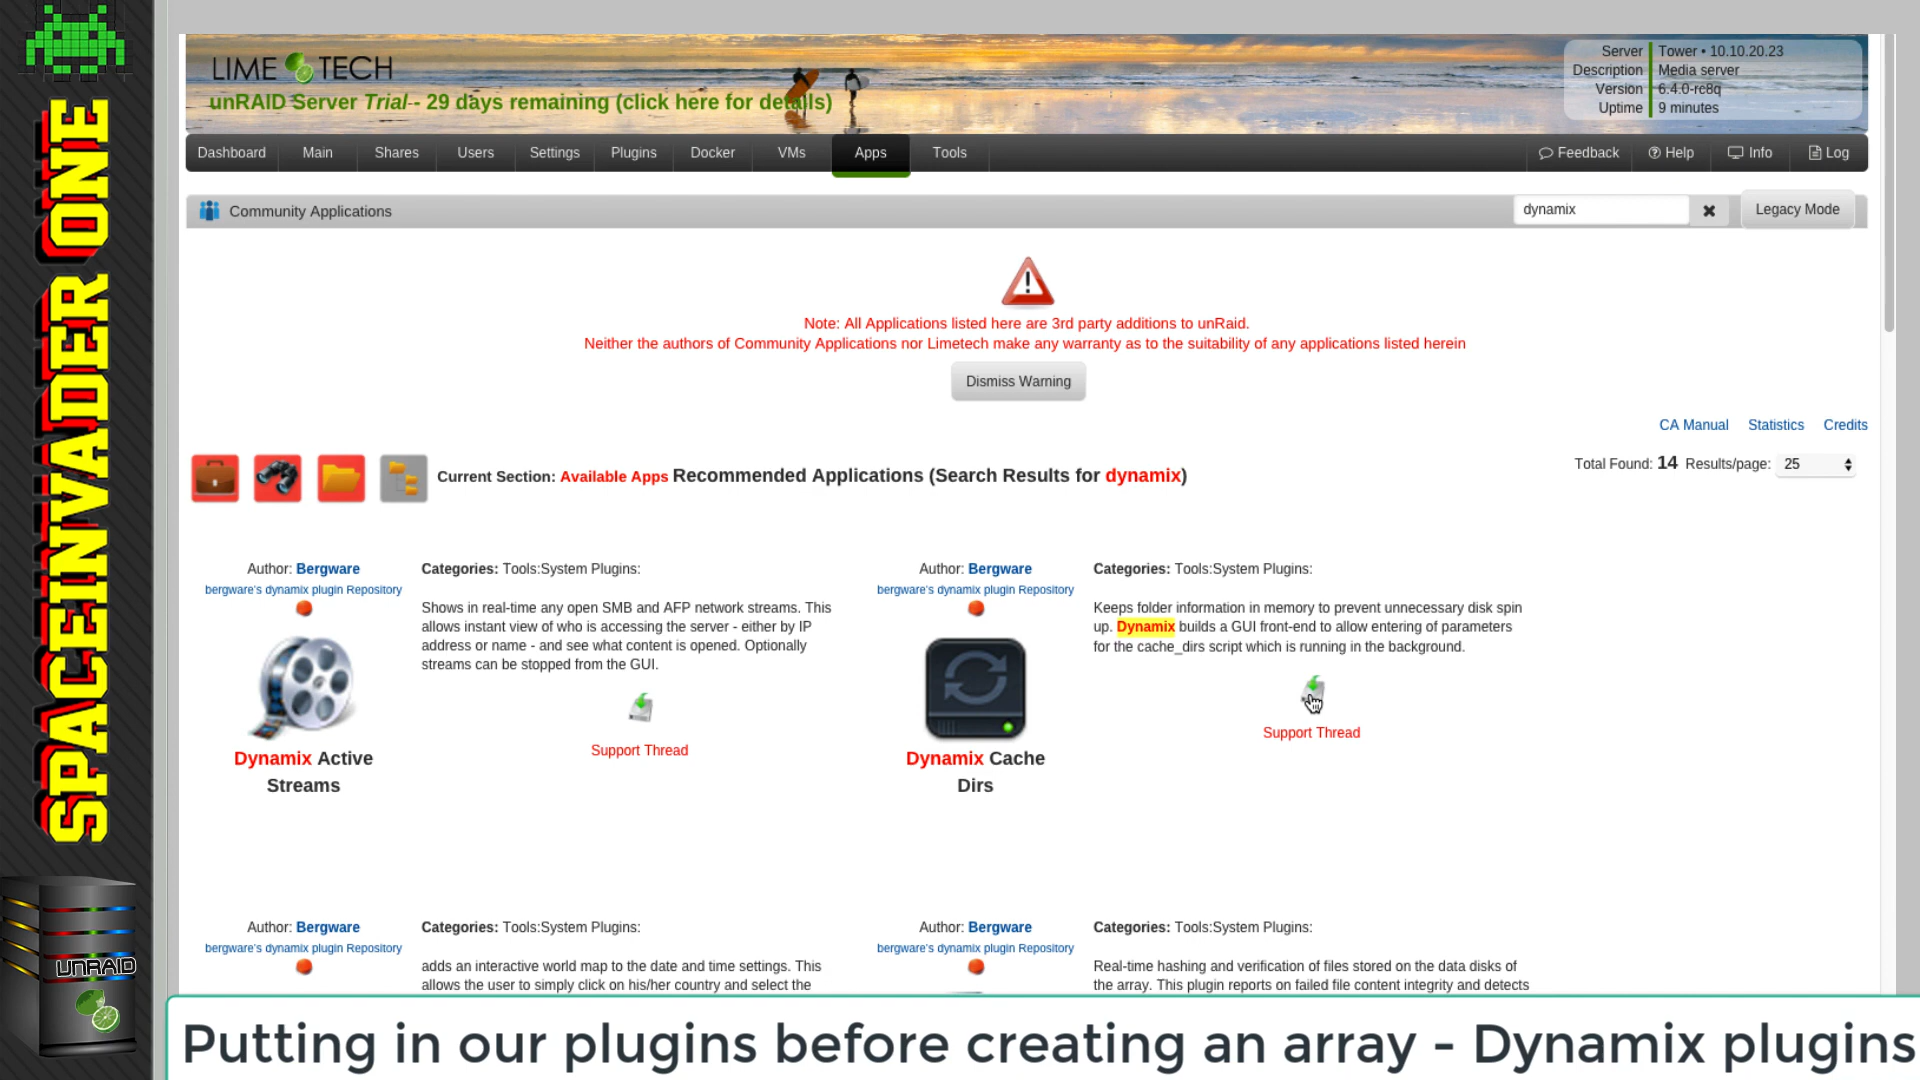 SPACEINVADER ONE
UNRAID
LIME TECH
unRAID Server Trial-- 29 days remaining (click here for details)
Server Tower • 10.10.20.23
Description Media server
Version 6.4.0-rc8q
Uptime 9 minutes
Dashboard Main Shares Users Settings Plugins Docker VMs Apps Tools Feedback Help Info Log
Community Applications dynamix Legacy Mode
Note: All Applications listed here are 3rd party additions to unRaid.
Neither the authors of Community Applications nor Limetech make any warranty as to the suitability of any applications listed herein
Dismiss Warning
CA Manual Statistics Credits
Current Section: Available Apps Recommended Applications (Search Results for dynamix)
Total Found: 14 Results/page: 25
Author: Bergware
bergware's dynamix plugin Repository
Dynamix Active
Streams
Categories: Tools:System Plugins:
Shows in real-time any open SMB and AFP network streams. This
allows instant view of who is accessing the server - either by IP
address or name - and see what content is opened. Optionally
streams can be stopped from the GUI.
Support Thread
Author: Bergware
bergware's dynamix plugin Repository
Dynamix Cache
Dirs
Categories: Tools:System Plugins:
Keeps folder information in memory to prevent unnecessary disk spin
up. Dynamix builds a GUI front-end to allow entering of parameters
for the cache_dirs script which is running in the background.
Support Thread
Author: Bergware
bergware's dynamix plugin Repository
Categories: Tools:System Plugins:
adds an interactive world map to the date and time settings. This
allows the user to simply click on his/her country and select the
Author: Bergware
bergware's dynamix plugin Repository
Categories: Tools:System Plugins:
Real-time hashing and verification of files stored on the data disks of
the array. This plugin reports on failed file content integrity and detects
Putting in our plugins before creating an array - Dynamix plugins